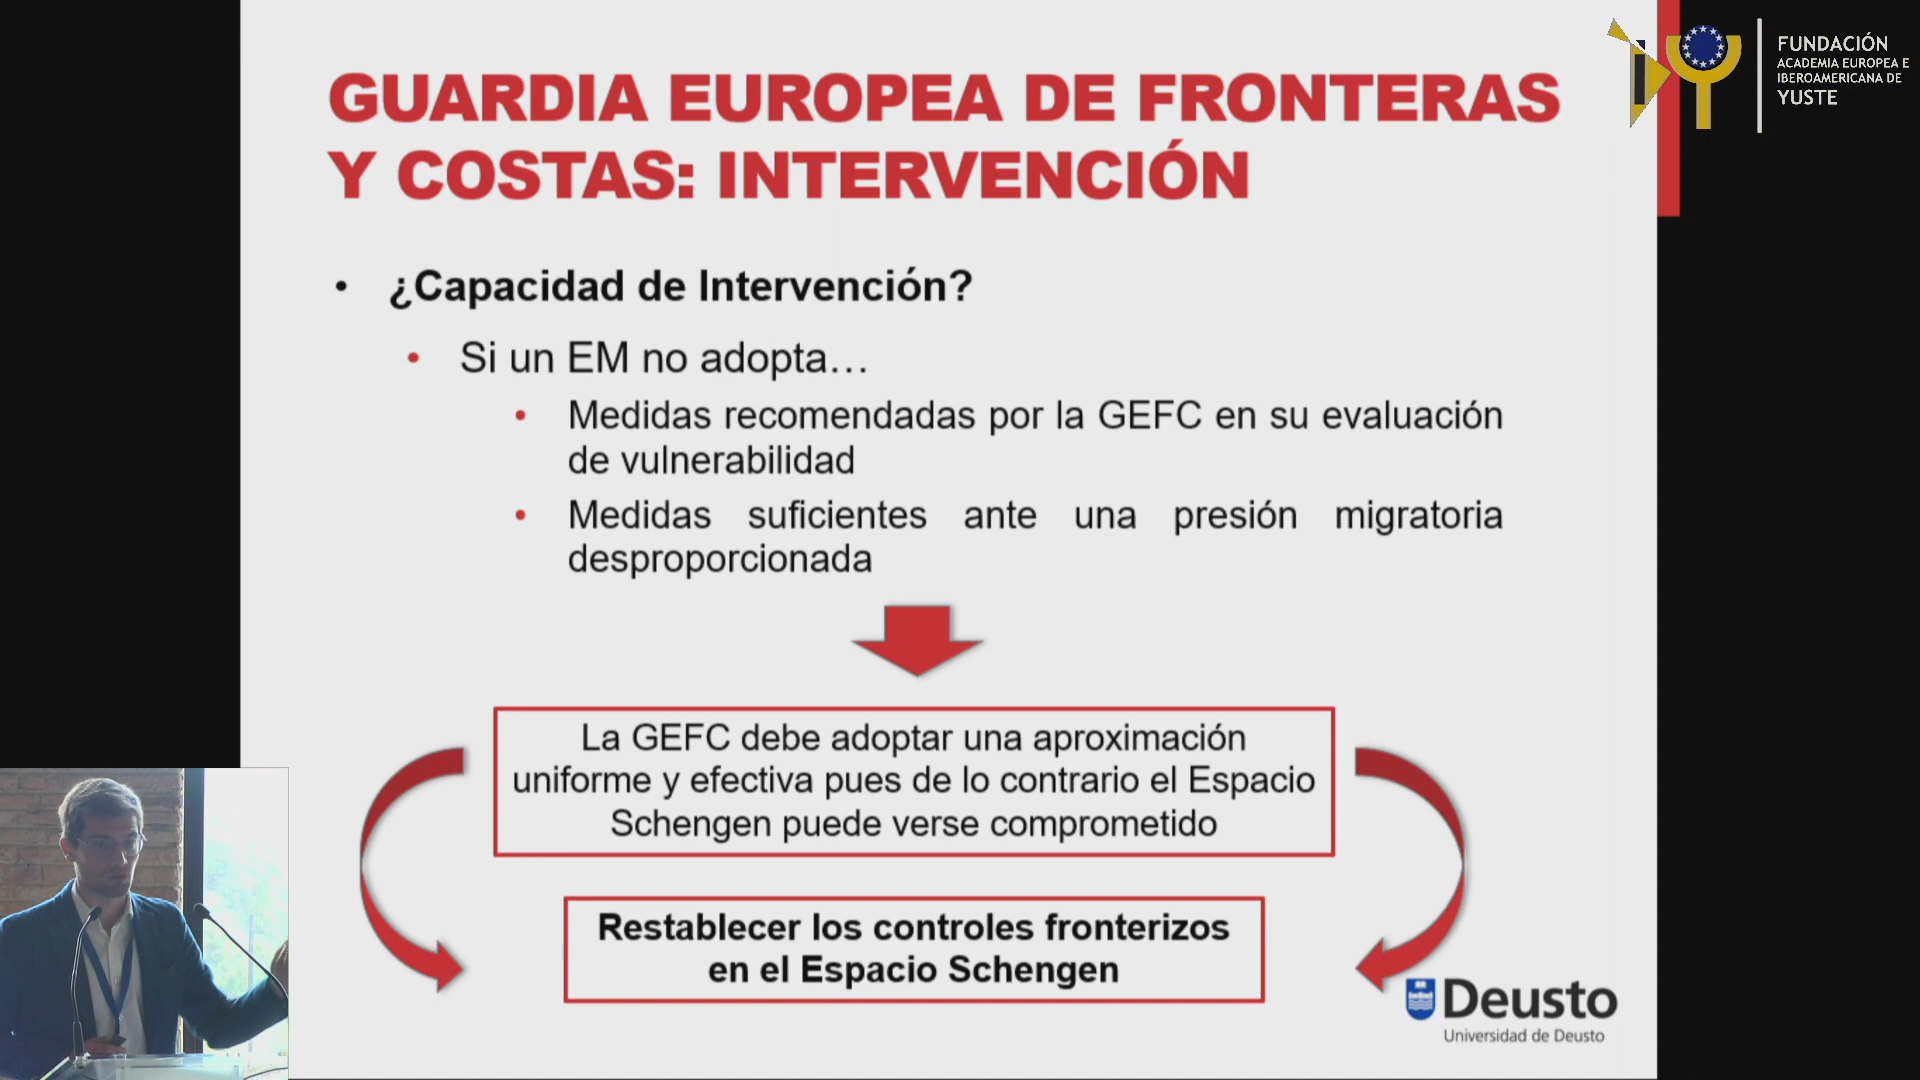 GUARDIA EUROPEA DE FRONTERAS
Y COSTAS: INTERVENCIÓN
• ¿Capacidad de Intervención?
• Si un EM no adopta…
• Medidas recomendadas por la GEFC en su evaluación
de vulnerabilidad
• Medidas suficientes ante una presión migratoria
desproporcionada
La GEFC debe adoptar una aproximación
uniforme y efectiva pues de lo contrario el Espacio
Schengen puede verse comprometido
Restablecer los controles fronterizos
en el Espacio Schengen
Deusto
Universidad de Deusto
FUNDACIÓN
ACADEMIA EUROPEA E
IBEROAMERICANA DE
YUSTE